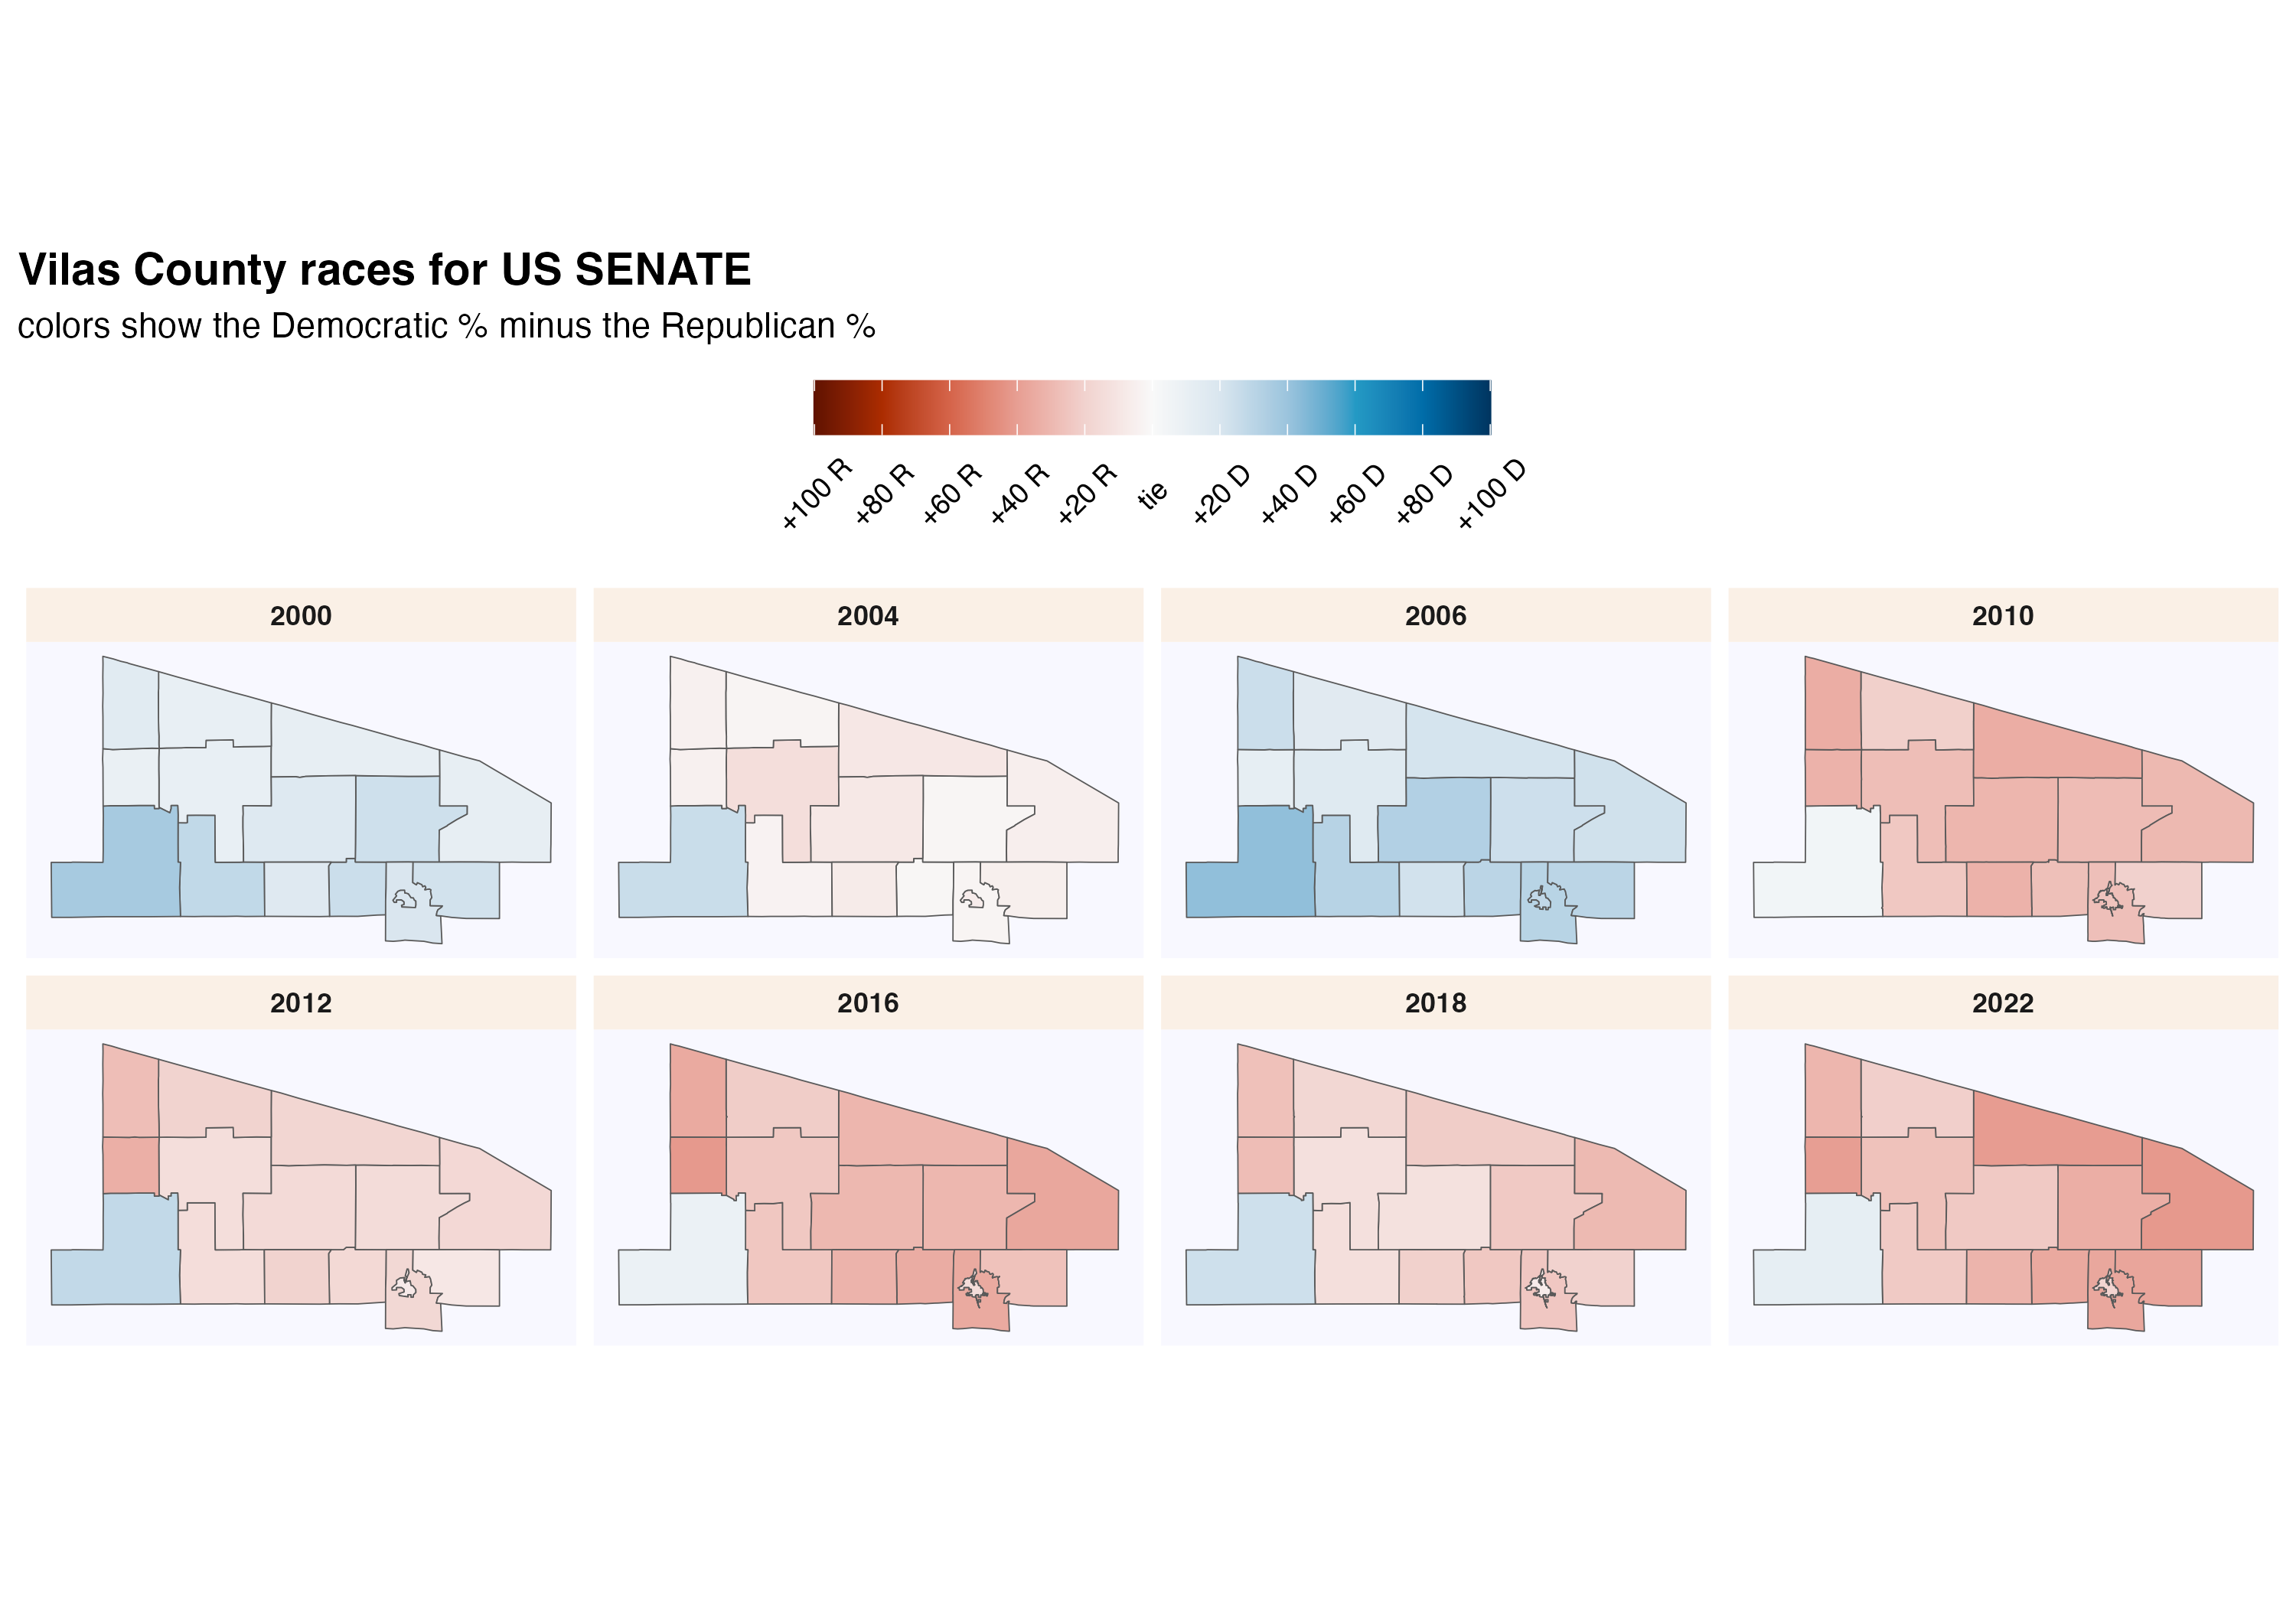 Vilas County races for US SENATE
colors show the Democratic % minus the Republican %
+100 R
+80 R
+60 R
+40 R
+20 R
tie
+20 D
+40 D
+60 D
+80 D
+100 D
2000
2004
2006
2010
2012
2016
2018
2022